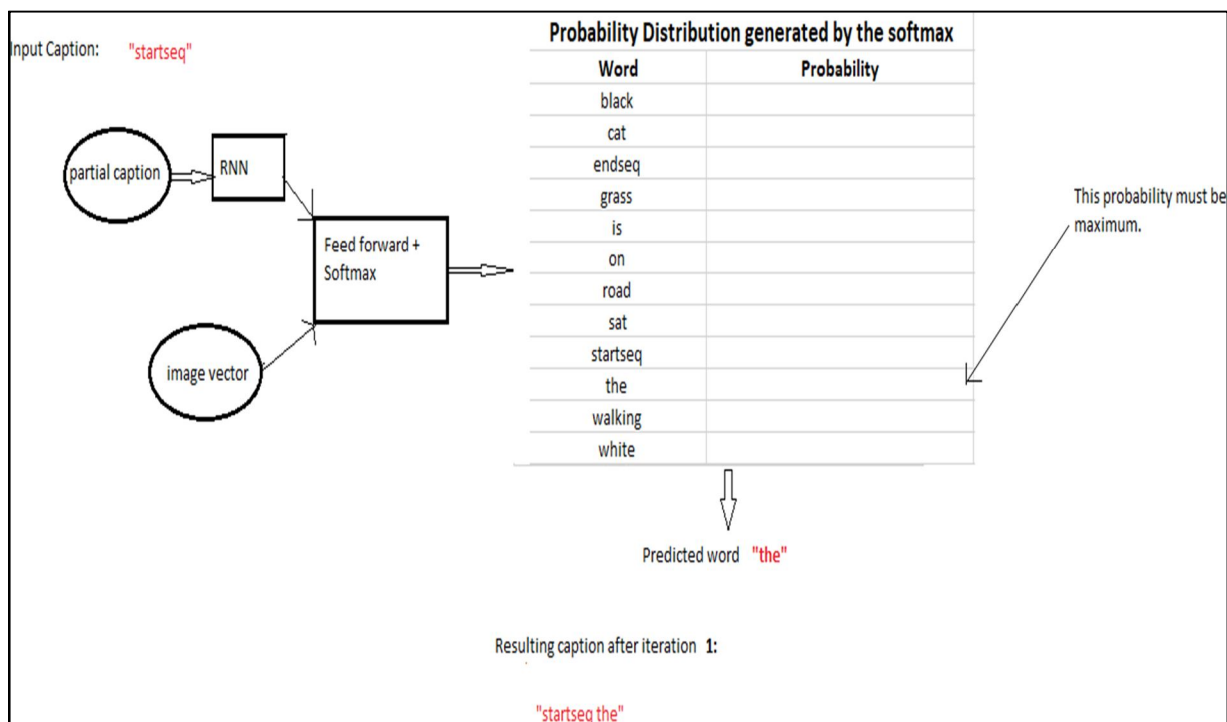 Input Caption: "startseq"
partial caption
RNN
Feed forward +
Softmax
image vector
Probability Distribution generated by the softmax
Word Probability
black
cat
endseq
grass
is
on
road
sat
startseq
the
walking
white
This probability must be
maximum.
Predicted word "the"
Resulting caption after iteration 1:
"startseq the"